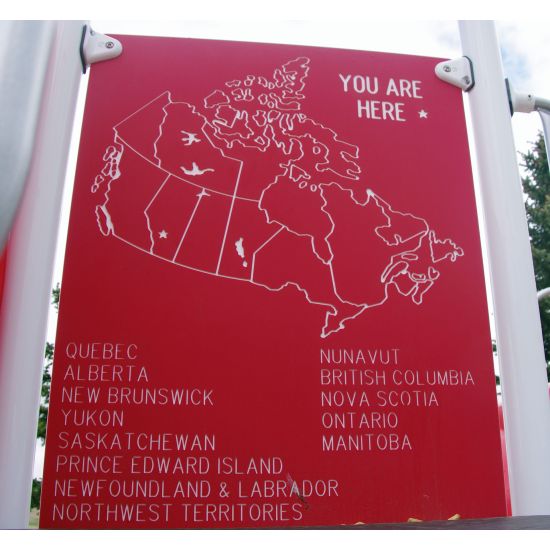 YOU ARE
HERE ★
QUEBEC
ALBERTA
NEW BRUNSWICK
YUKON
SASKATCHEWAN
PRINCE EDWARD ISLAND
NEWFOUNDLAND & LABRADOR
NORTHWEST TERRITORIES
NUNAVUT
BRITISH COLUMBIA
NOVA SCOTIA
ONTARIO
MANITOBA